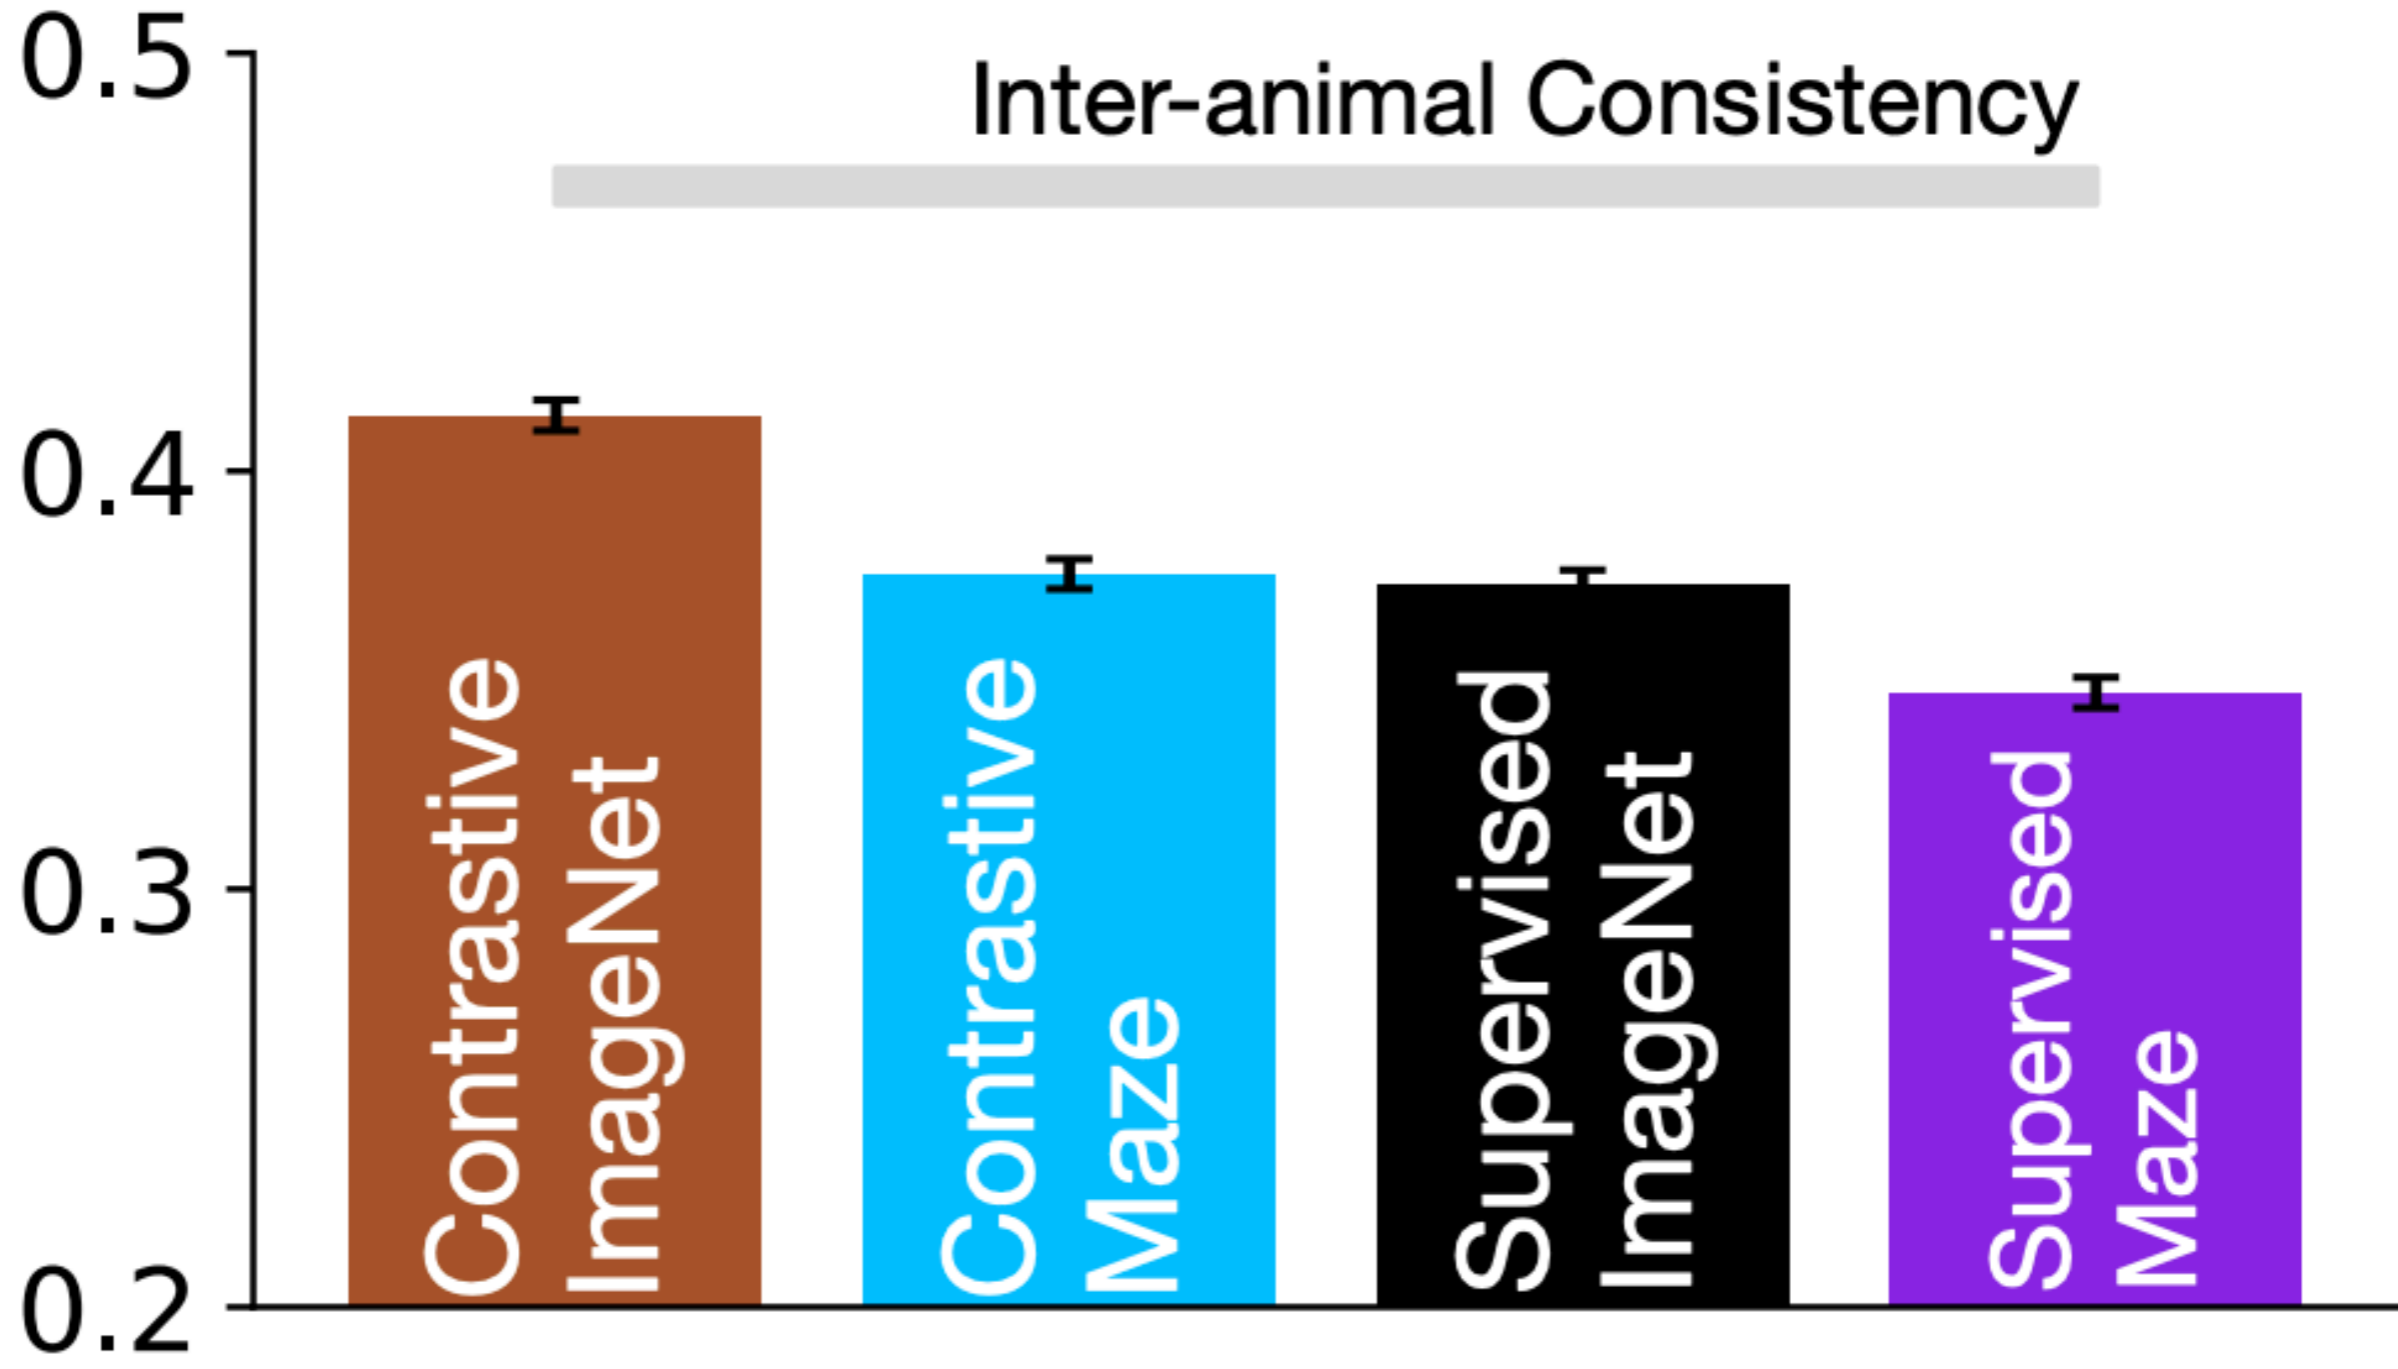 0.5
Inter-animal Consistency
0.4
0.3
0.2
Contrastive
ImageNet
Contrastive
Maze
Supervised
ImageNet
Supervised
Maze